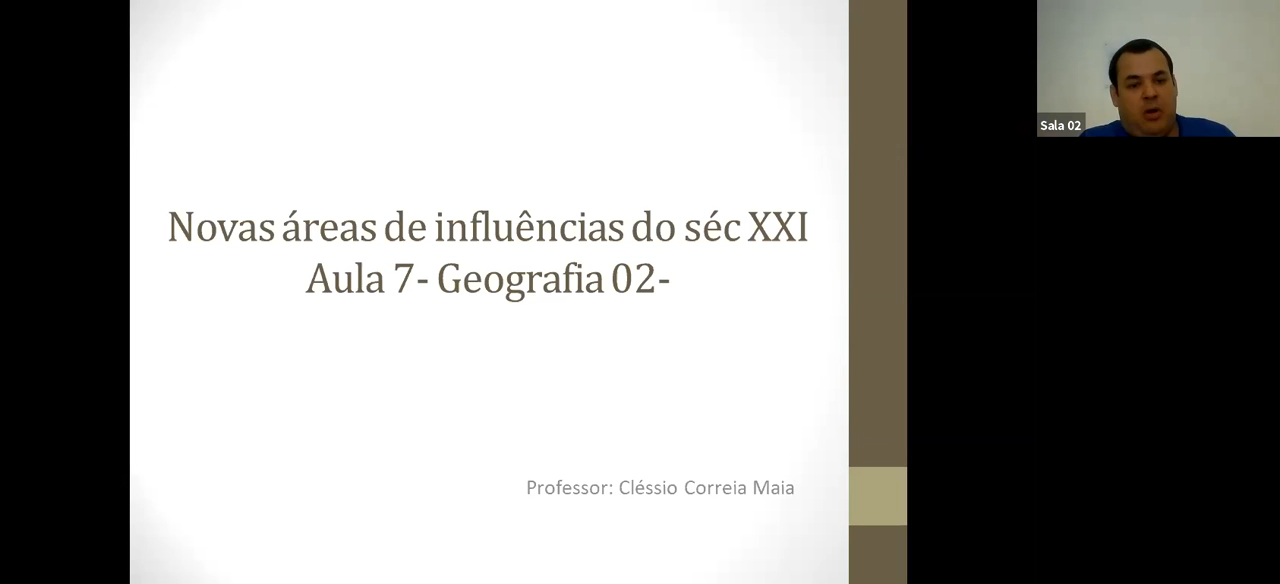 Novas áreas de influências do séc XXI
Aula 7- Geografia 02-
Professor: Cléssio Correia Maia
Sala 02